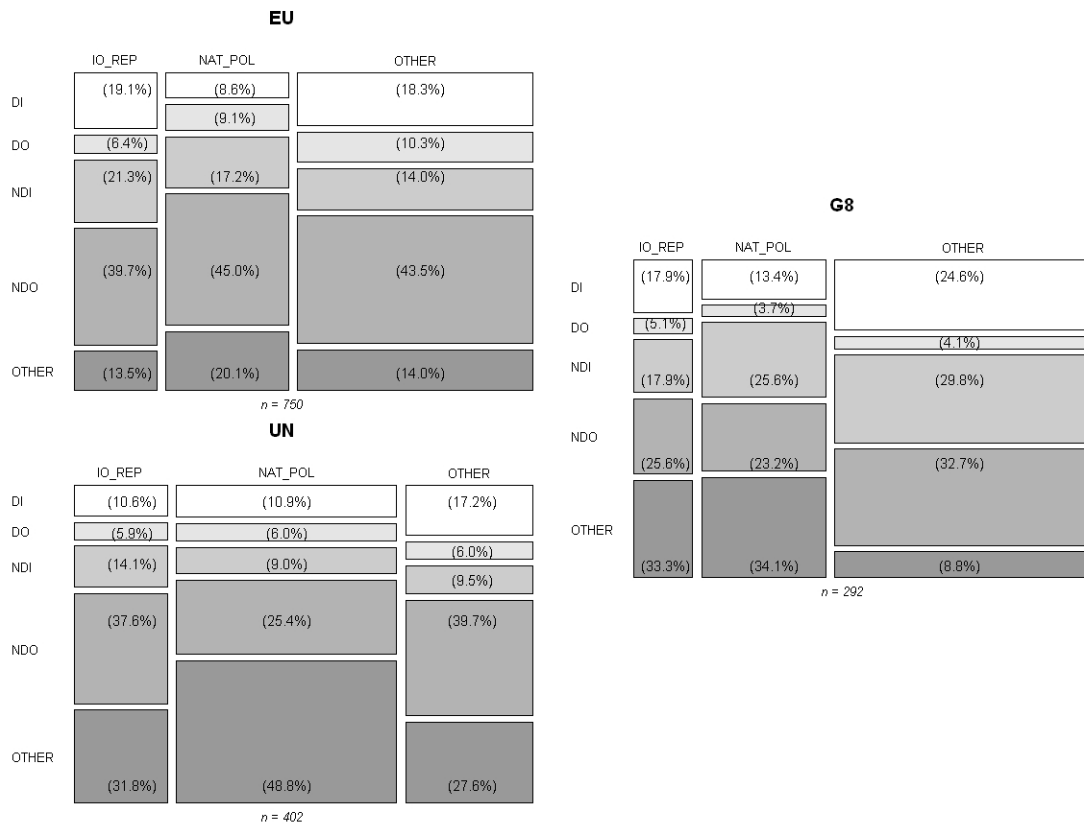 EU
IO_REP NAT_POL OTHER
DI (19.1%) (8.6%) (18.3%)
(9.1%)
DO (6.4%) (10.3%)
NDI (21.3%) (17.2%) (14.0%)
NDO (39.7%) (45.0%) (43.5%)
OTHER (13.5%) (20.1%) (14.0%)
n = 750
UN
IO_REP NAT_POL OTHER
DI (10.6%) (10.9%) (17.2%)
DO (5.9%) (6.0%) (6.0%)
NDI (14.1%) (9.0%) (9.5%)
NDO (37.6%) (25.4%) (39.7%)
OTHER (31.8%) (48.8%) (27.6%)
n = 402
G8
IO_REP NAT_POL OTHER
DI (17.9%) (13.4%) (24.6%)
DO (5.1%) (3.7%) (4.1%)
NDI (17.9%) (25.6%) (29.8%)
NDO (25.6%) (23.2%) (32.7%)
OTHER (33.3%) (34.1%) (8.8%)
n = 292